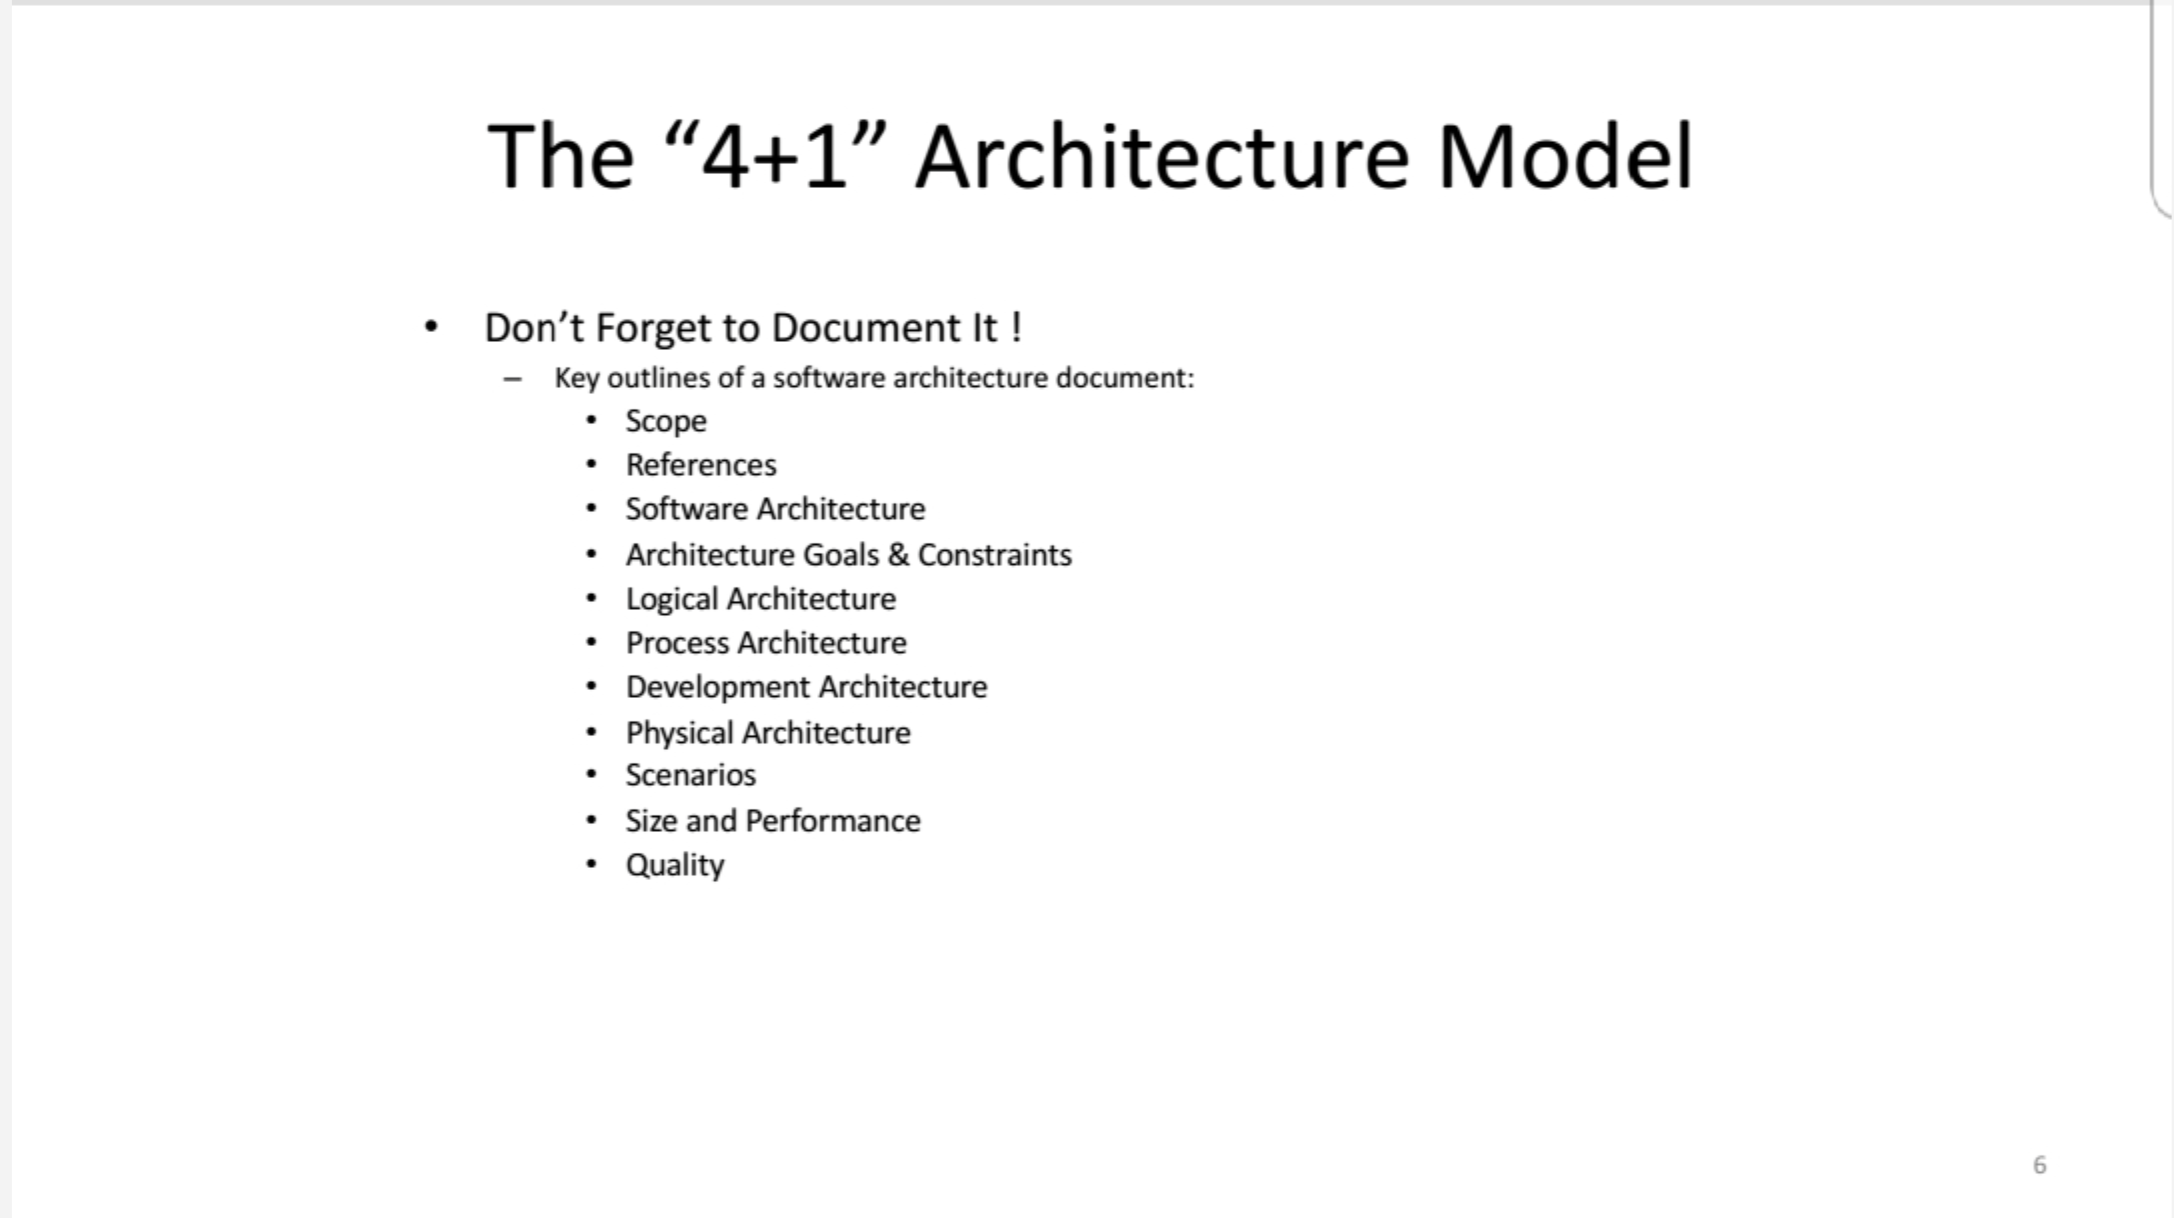 The “4+1” Architecture Model
• Don’t Forget to Document It !
– Key outlines of a software architecture document:
• Scope
• References
• Software Architecture
• Architecture Goals & Constraints
• Logical Architecture
• Process Architecture
• Development Architecture
• Physical Architecture
• Scenarios
• Size and Performance
• Quality
6